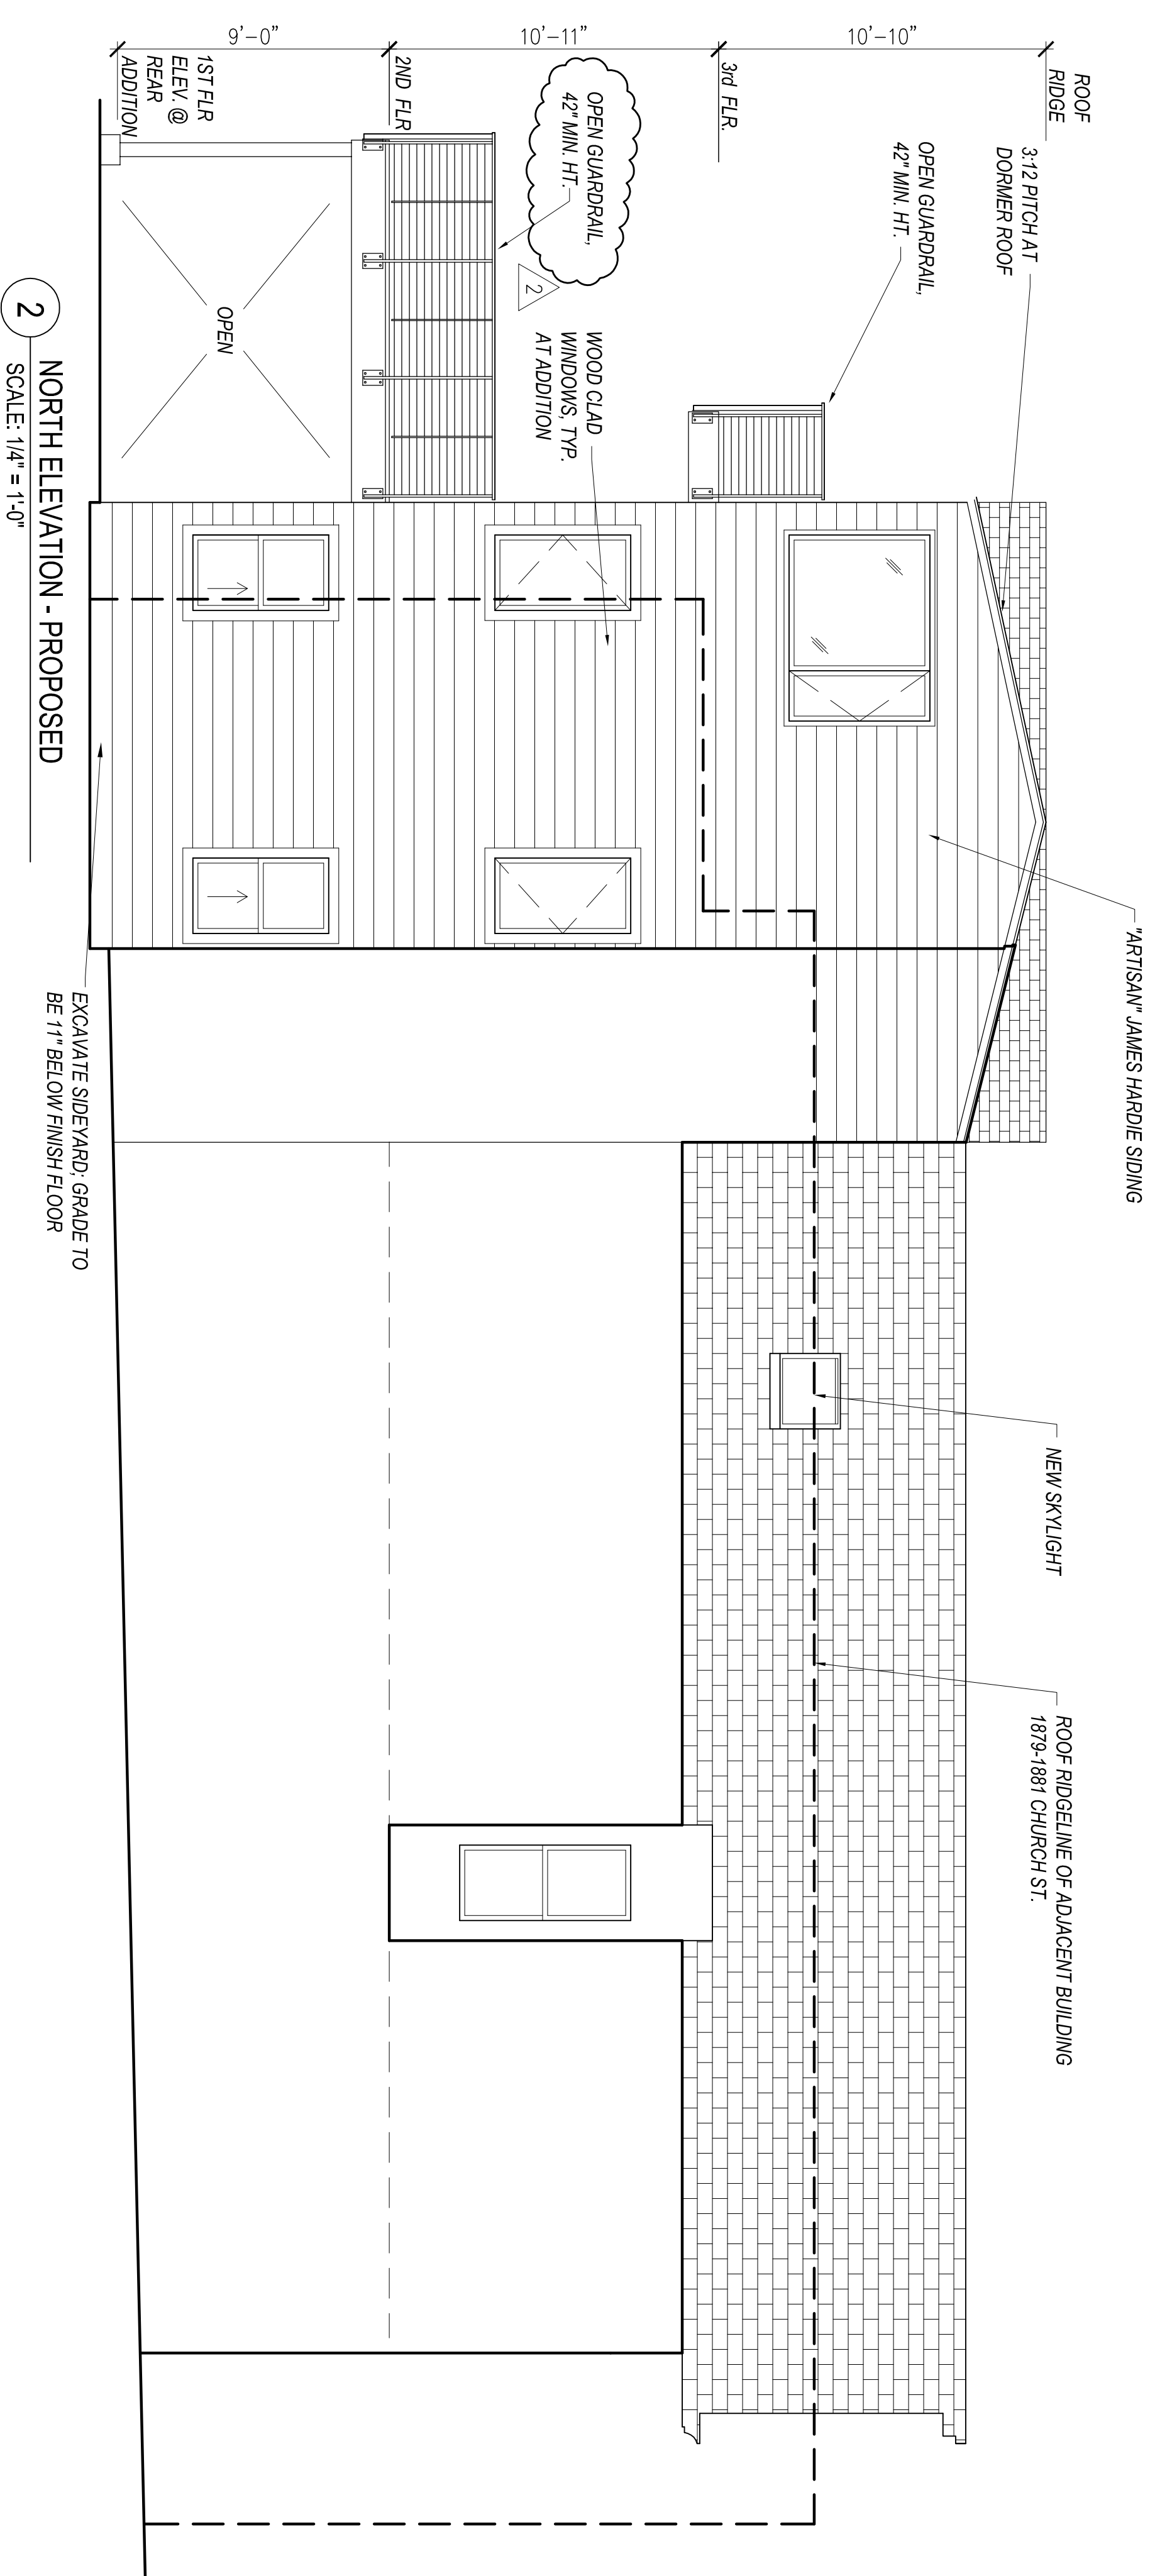 ROOF
RIDGE
10'-10"
3rd FLR.
10'-11"
2ND FLR
9'-0"
1ST FLR
ELEV. @
REAR
ADDITION
3:12 PITCH AT
DORMER ROOF
OPEN GUARDRAIL,
42" MIN. HT.
OPEN GUARDRAIL,
42" MIN. HT.
2
WOOD CLAD
WINDOWS, TYP.
AT ADDITION
OPEN
"ARTISAN" JAMES HARDIE SIDING
NEW SKYLIGHT
ROOF RIDGELINE OF ADJACENT BUILDING
1879-1881 CHURCH ST.
EXCAVATE SIDEYARD; GRADE TO
BE 11" BELOW FINISH FLOOR
2
NORTH ELEVATION - PROPOSED
SCALE: 1/4" = 1'-0"